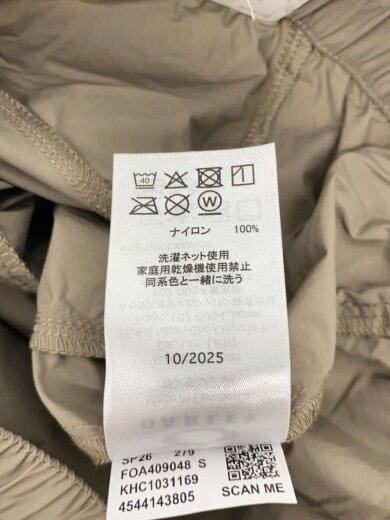 40
W
ナイロン 100%
洗濯ネット使用
家庭用乾燥機使用禁止
同系色と一緒に洗う
10/2025
SP26 279
FOA409048 S
KHC1031169
4544143805 SCAN ME